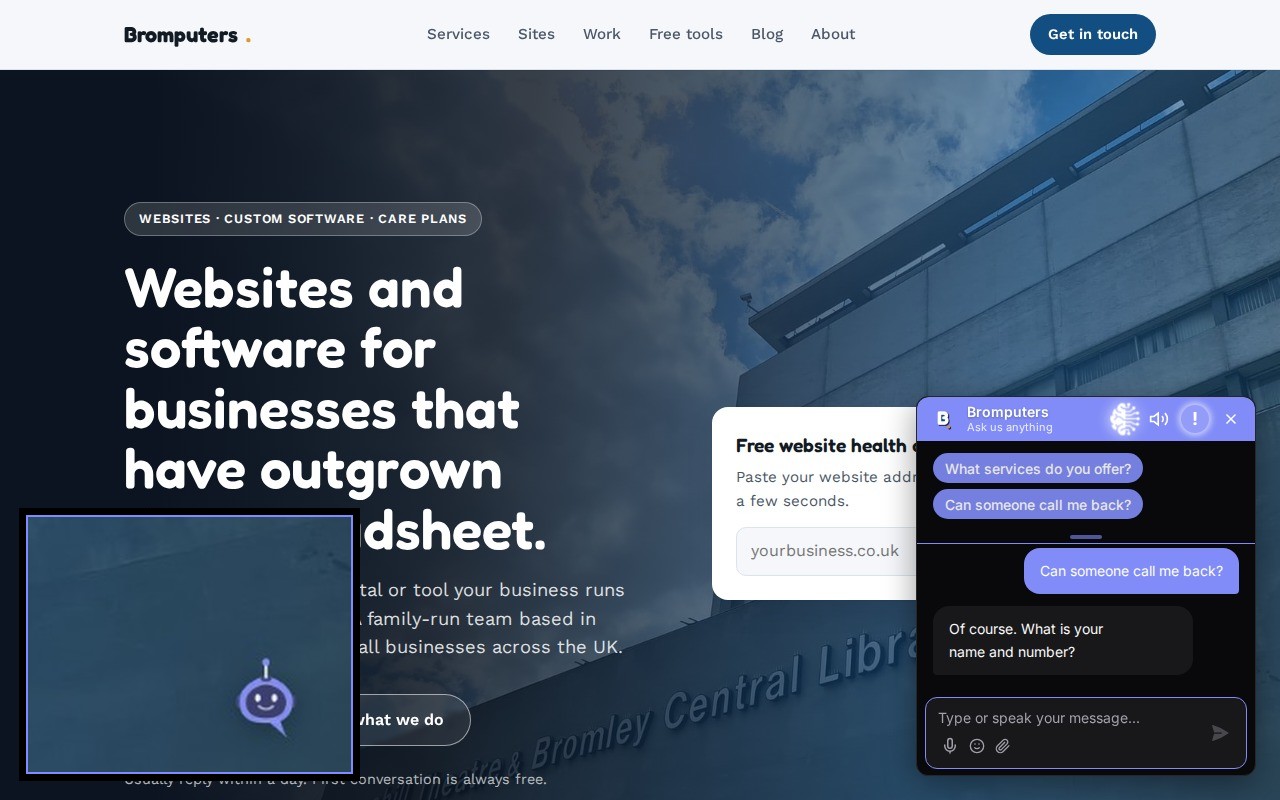 Bromputers .
Services
Sites
Work
Free tools
Blog
About
Get in touch
WEBSITES · CUSTOM SOFTWARE · CARE PLANS
Websites and
software for
businesses that
have outgrown
dsheet.
tal or tool your business runs
family-run team based in
all businesses across the UK.
what we do
Usually reply within a day. First conversation is always free.
Free website health
Paste your website addr
a few seconds.
yourbusiness.co.uk
Central Libra
& Bromley
Theatre
B
Bromputers
Ask us anything
!
What services do you offer?
Can someone call me back?
Can someone call me back?
Of course. What is your
name and number?
Type or speak your message...